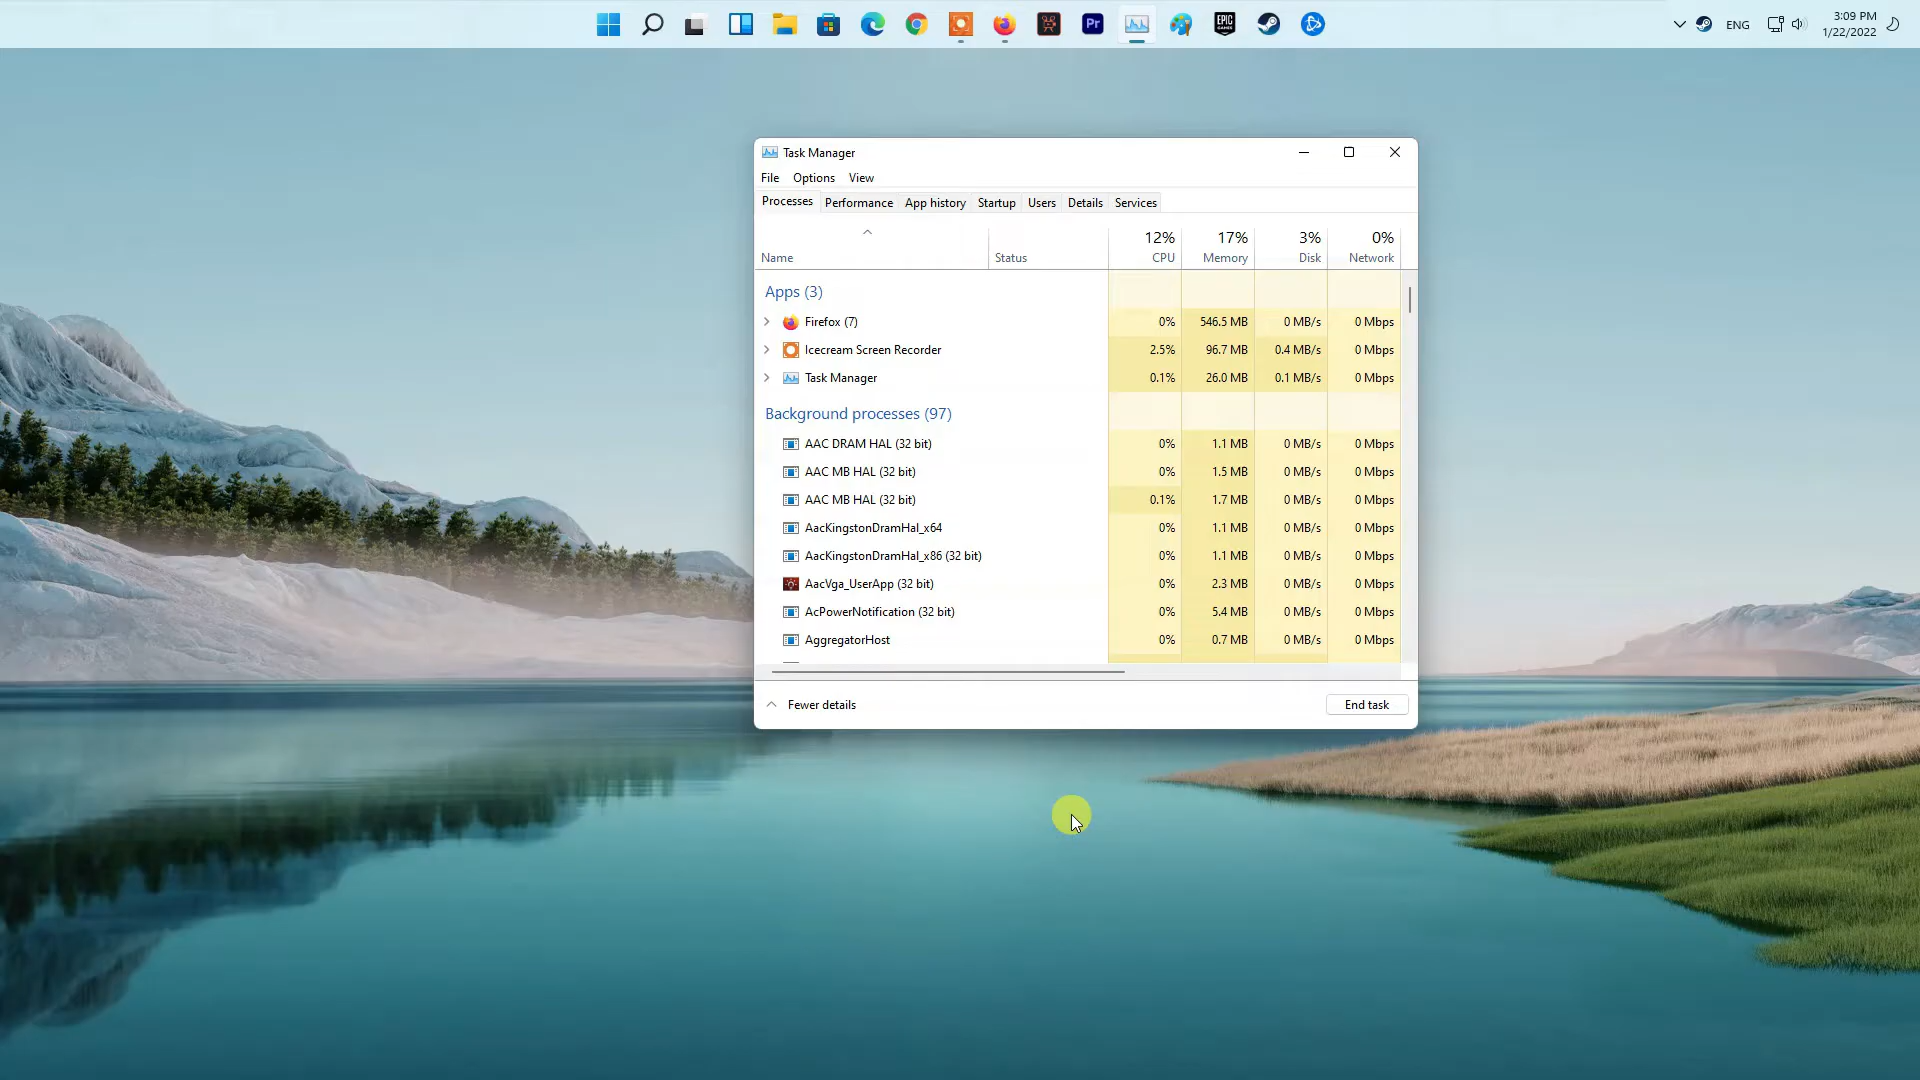 Pr
EPIC
GAMES
ENG
3:09 PM
1/22/2022
Task Manager
File Options View
Processes Performance App history Startup Users Details Services
12% 17% 3% 0%
Name Status CPU Memory Disk Network
Apps (3)
Firefox (7) 0% 546.5 MB 0 MB/s 0 Mbps
Icecream Screen Recorder 2.5% 96.7 MB 0.4 MB/s 0 Mbps
Task Manager 0.1% 26.0 MB 0.1 MB/s 0 Mbps
Background processes (97)
AAC DRAM HAL (32 bit) 0% 1.1 MB 0 MB/s 0 Mbps
AAC MB HAL (32 bit) 0% 1.5 MB 0 MB/s 0 Mbps
AAC MB HAL (32 bit) 0.1% 1.7 MB 0 MB/s 0 Mbps
AacKingstonDramHal_x64 0% 1.1 MB 0 MB/s 0 Mbps
AacKingstonDramHal_x86 (32 bit) 0% 1.1 MB 0 MB/s 0 Mbps
AacVga_UserApp (32 bit) 0% 2.3 MB 0 MB/s 0 Mbps
AcPowerNotification (32 bit) 0% 5.4 MB 0 MB/s 0 Mbps
AggregatorHost 0% 0.7 MB 0 MB/s 0 Mbps
Fewer details End task